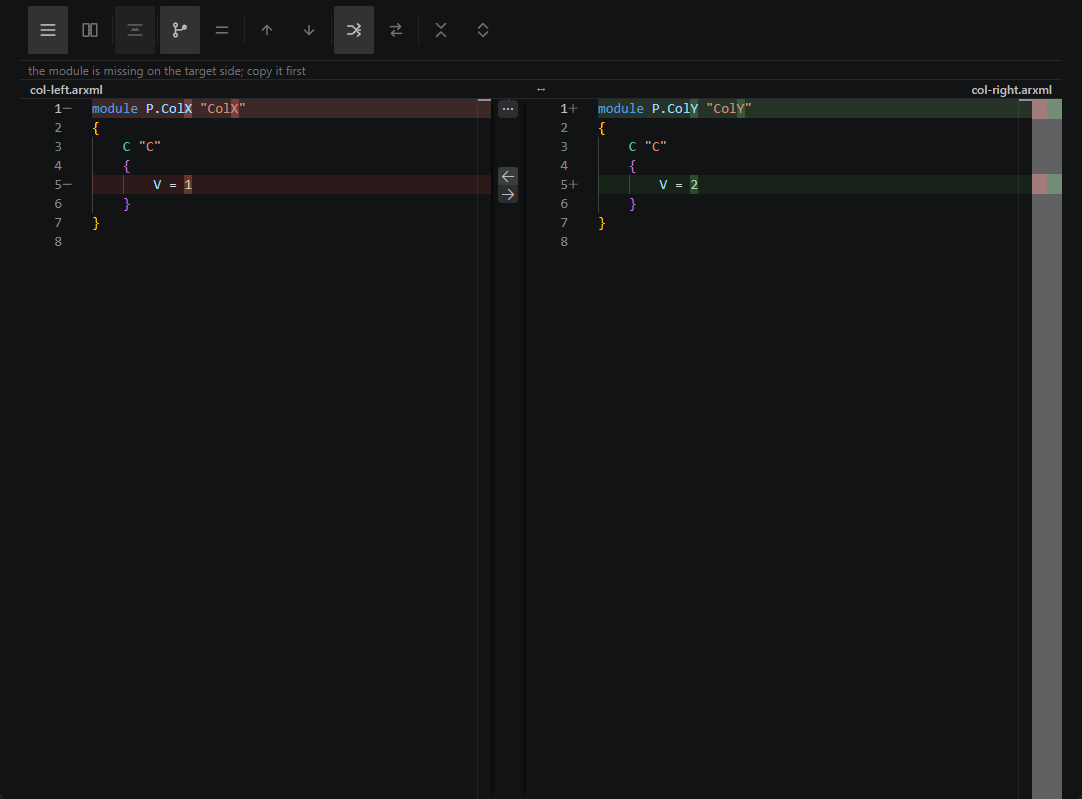 the module is missing on the target side; copy it first
col-left.arxml ↔ col-right.arxml
1− module P.ColX "ColX"
2 {
3 C "C"
4 {
5− V = 1
6 }
7 }
8
1+ module P.ColY "ColY"
2 {
3 C "C"
4 {
5+ V = 2
6 }
7 }
8